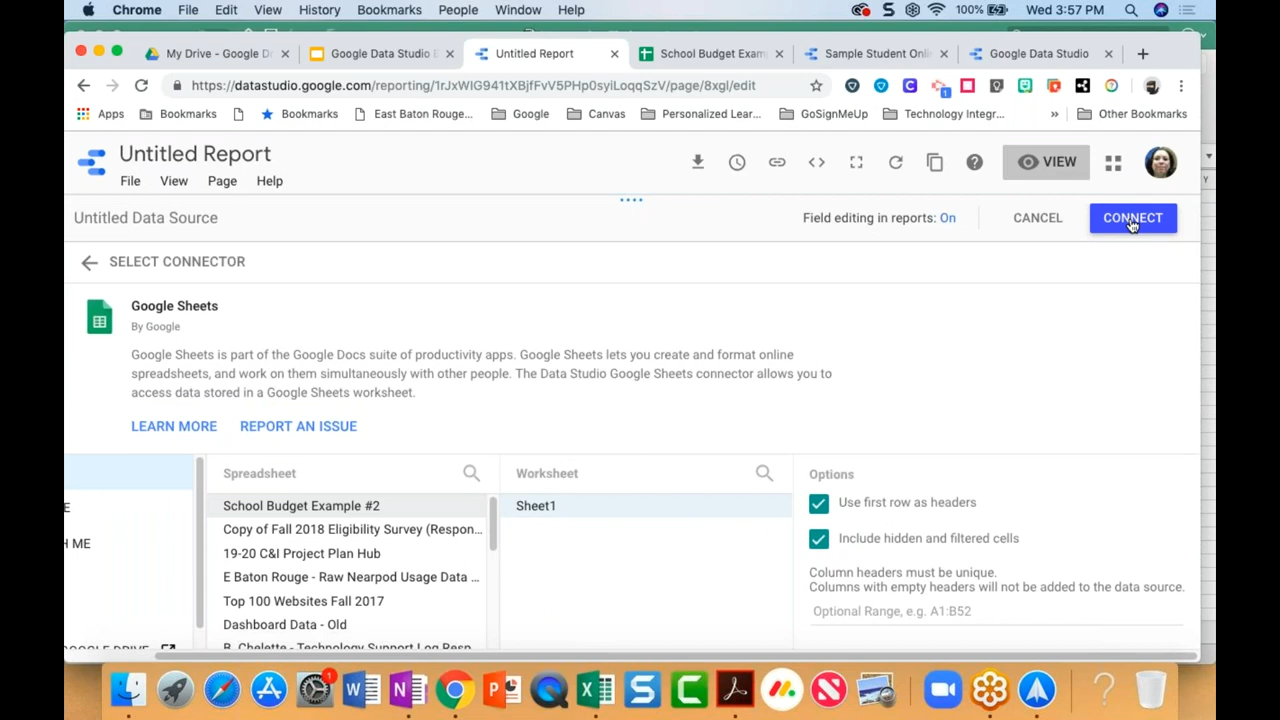 Chrome File Edit View History Bookmarks People Window Help 100% Wed 3:57 PM
My Drive - Google Dr Google Data Studio E Untitled Report School Budget Exam Sample Student Onli Google Data Studio
https://datastudio.google.com/reporting/1rJxWIG941tXBjfFvV5PHp0syiLoqqSzV/page/8xgI/edit
Apps Bookmarks Bookmarks East Baton Rouge... Google Canvas Personalized Lear... GoSignMeUp Technology Integr... » Other Bookmarks
Untitled Report
VIEW
File View Page Help
Untitled Data Source Field editing in reports: On CANCEL CONNECT
SELECT CONNECTOR
Google Sheets
By Google
Google Sheets is part of the Google Docs suite of productivity apps. Google Sheets lets you create and format online
spreadsheets, and work on them simultaneously with other people. The Data Studio Google Sheets connector allows you to
access data stored in a Google Sheets worksheet.
LEARN MORE REPORT AN ISSUE
Spreadsheet Worksheet Options
School Budget Example #2 Sheet1 Use first row as headers
E Copy of Fall 2018 Eligibility Survey (Respon...
H ME 19-20 C&I Project Plan Hub Include hidden and filtered cells
E Baton Rouge - Raw Nearpod Usage Data ... Column headers must be unique.
Columns with empty headers will not be added to the data source.
Top 100 Websites Fall 2017 Optional Range, e.g. A1:B52
Dashboard Data - Old
B. Chelette - Technology Support Log Resp